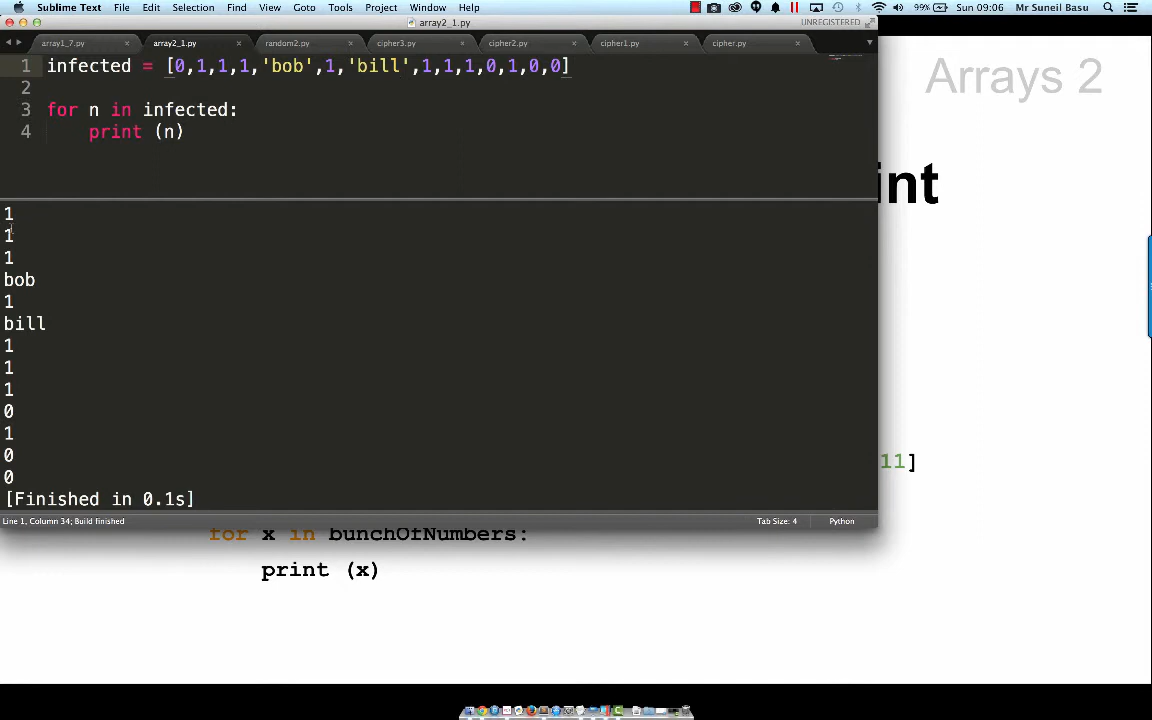 Sublime Text File Edit Selection Find View Goto Tools Project Window Help 99% Sun 09:06 Mr Suneil Basu
array2_1.py UNREGISTERED
array1_7.py array2_1.py random2.py cipher3.py cipher2.py cipher1.py cipher.py
Arrays 2
1 infected = [0,1,1,1,'bob',1,'bill',1,1,1,0,1,0,0]
2
3 for n in infected:
4 print (n)
int
1
1
1
bob
1
bill
1
1
1
0
1
0
0
11]
[Finished in 0.1s]
Line 1, Column 34; Build finished Tab Size: 4 Python
for x in bunchOfNumbers:
print (x)